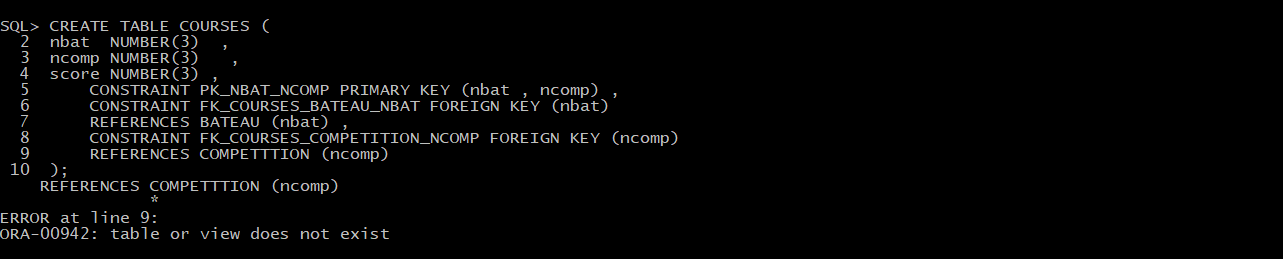 SQL> CREATE TABLE COURSES (
  2  nbat  NUMBER(3)  ,
  3  ncomp NUMBER(3)   ,
  4  score NUMBER(3) ,
  5      CONSTRAINT PK_NBAT_NCOMP PRIMARY KEY (nbat , ncomp) ,
  6      CONSTRAINT FK_COURSES_BATEAU_NBAT FOREIGN KEY (nbat)
  7      REFERENCES BATEAU (nbat) ,
  8      CONSTRAINT FK_COURSES_COMPETITION_NCOMP FOREIGN KEY (ncomp)
  9      REFERENCES COMPETTTION (ncomp)
 10  );
    REFERENCES COMPETTTION (ncomp)
               *
ERROR at line 9:
ORA-00942: table or view does not exist